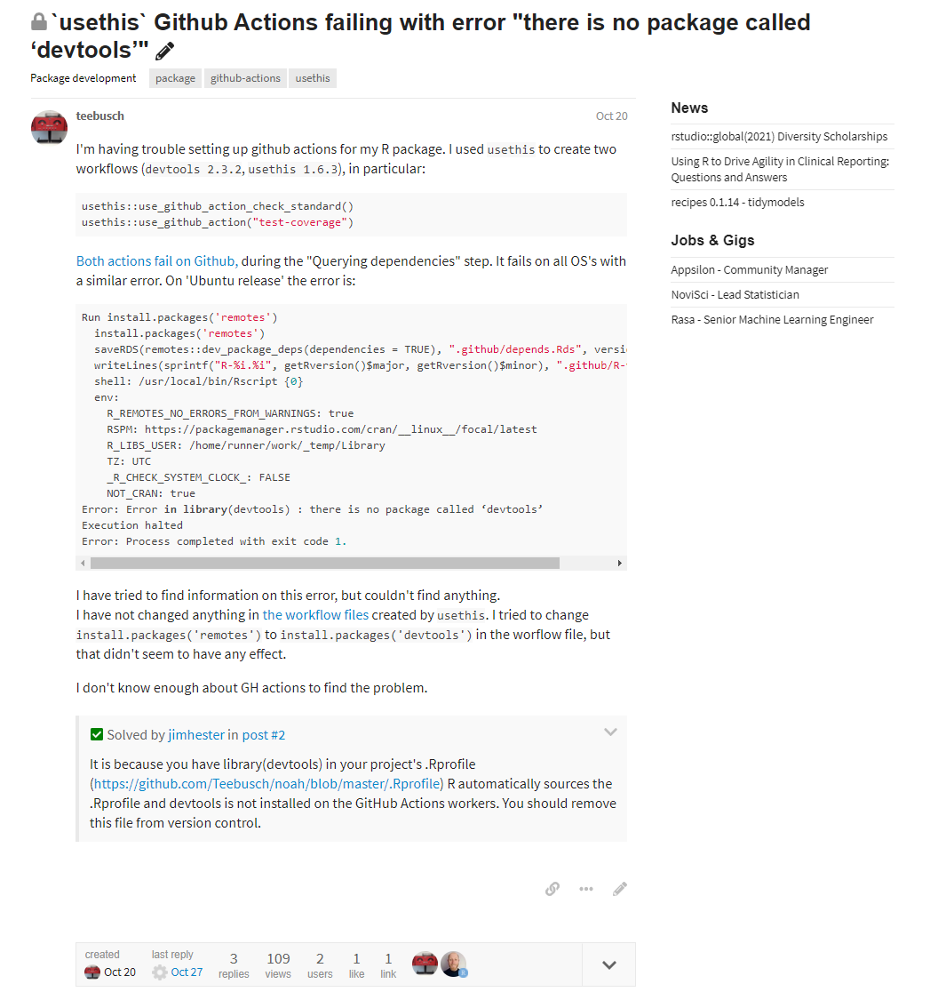 `usethis` Github Actions failing with error "there is no package called
‘devtools’"
Package development package github-actions usethis
teebusch Oct 20
I'm having trouble setting up github actions for my R package. I used usethis to create two
workflows (devtools 2.3.2, usethis 1.6.3), in particular:
usethis::use_github_action_check_standard()
usethis::use_github_action("test-coverage")
Both actions fail on Github, during the "Querying dependencies" step. It fails on all OS's with
a similar error. On 'Ubuntu release' the error is:
Run install.packages('remotes')
install.packages('remotes')
saveRDS(remotes::dev_package_deps(dependencies = TRUE), ".github/depends.Rds", versi
writeLines(sprintf("R-%i.%i", getRversion()$major, getRversion()$minor), ".github/R-
shell: /usr/local/bin/Rscript {0}
env:
R_REMOTES_NO_ERRORS_FROM_WARNINGS: true
RSPM: https://packagemanager.rstudio.com/cran/__linux__/focal/latest
R_LIBS_USER: /home/runner/work/_temp/Library
TZ: UTC
_R_CHECK_SYSTEM_CLOCK_: FALSE
NOT_CRAN: true
Error: Error in library(devtools) : there is no package called ‘devtools’
Execution halted
Error: Process completed with exit code 1.
I have tried to find information on this error, but couldn't find anything.
I have not changed anything in the workflow files created by usethis. I tried to change
install.packages('remotes') to install.packages('devtools') in the worflow file, but
that didn't seem to have any effect.
I don't know enough about GH actions to find the problem.
Solved by jimhester in post #2
It is because you have library(devtools) in your project's .Rprofile
(https://github.com/Teebusch/noah/blob/master/.Rprofile) R automatically sources the
.Rprofile and devtools is not installed on the GitHub Actions workers. You should remove
this file from version control.
created last reply 3 109 2 1 1
Oct 20 Oct 27 replies views users like link
News
rstudio::global(2021) Diversity Scholarships
Using R to Drive Agility in Clinical Reporting:
Questions and Answers
recipes 0.1.14 - tidymodels
Jobs & Gigs
Appsilon - Community Manager
NoviSci - Lead Statistician
Rasa - Senior Machine Learning Engineer